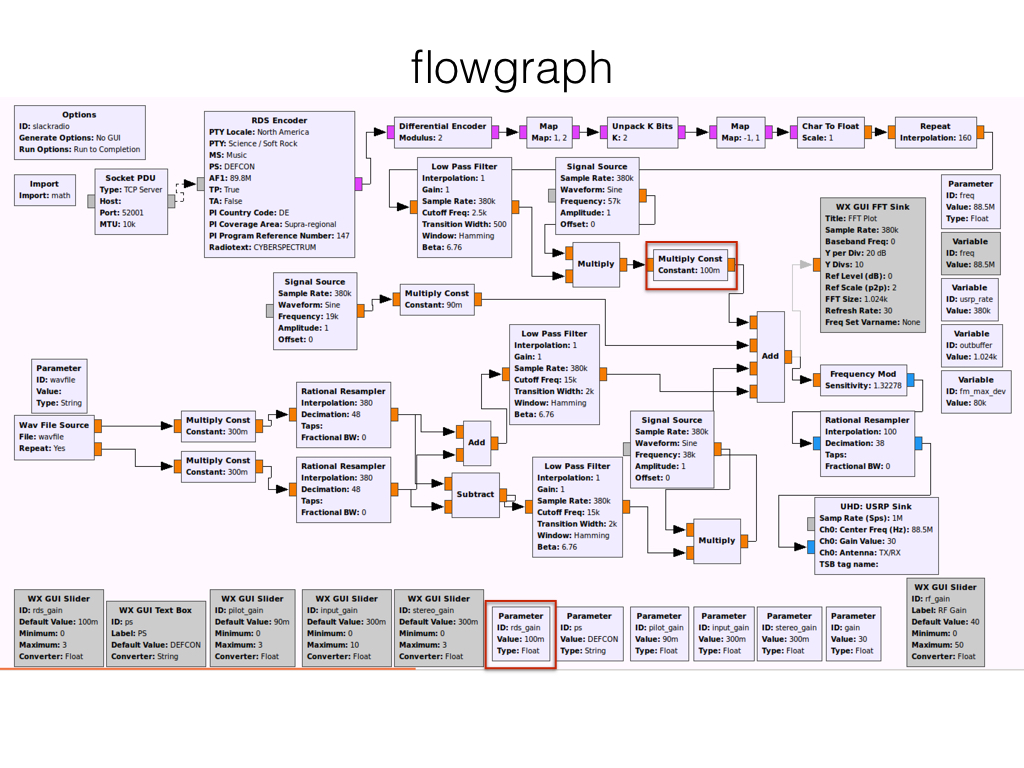 flowgraph
Options
ID: slackradio
Generate Options: No GUI
Run Options: Run to Completion
Import
Import: math
Socket PDU
Type: TCP Server
Host:
Port: 52001
MTU: 10k
RDS Encoder
PTY Locale: North America
PTY: Science / Soft Rock
MS: Music
PS: DEFCON
AF1: 89.8M
TP: True
TA: False
PI Country Code: DE
PI Coverage Area: Supra-regional
PI Program Reference Number: 147
Radiotext: CYBERSPECTRUM
Differential Encoder
Modulus: 2
Map
Map: 1, 2
Unpack K Bits
K: 2
Map
Map: -1, 1
Char To Float
Scale: 1
Repeat
Interpolation: 160
Low Pass Filter
Interpolation: 1
Gain: 1
Sample Rate: 380k
Cutoff Freq: 2.5k
Transition Width: 500
Window: Hamming
Beta: 6.76
Signal Source
Sample Rate: 380k
Waveform: Sine
Frequency: 57k
Amplitude: 1
Offset: 0
Multiply
Multiply Const
Constant: 100m
WX GUI FFT Sink
Title: FFT Plot
Sample Rate: 380k
Baseband Freq: 0
Y per Div: 20 dB
Y Divs: 10
Ref Level (dB): 0
Ref Scale (p2p): 2
FFT Size: 1.024k
Refresh Rate: 30
Freq Set Varname: None
Parameter
ID: freq
Value: 88.5M
Type: Float
Variable
ID: freq
Value: 88.5M
Variable
ID: usrp_rate
Value: 380k
Variable
ID: outbuffer
Value: 1.024k
Variable
ID: fm_max_dev
Value: 80k
Signal Source
Sample Rate: 380k
Waveform: Sine
Frequency: 19k
Amplitude: 1
Offset: 0
Multiply Const
Constant: 90m
Low Pass Filter
Interpolation: 1
Gain: 1
Sample Rate: 380k
Cutoff Freq: 15k
Transition Width: 2k
Window: Hamming
Beta: 6.76
Add
Frequency Mod
Sensitivity: 1.32278
Parameter
ID: wavfile
Value:
Type: String
Wav File Source
File: wavfile
Repeat: Yes
Multiply Const
Constant: 300m
Multiply Const
Constant: 300m
Rational Resampler
Interpolation: 380
Decimation: 48
Taps:
Fractional BW: 0
Rational Resampler
Interpolation: 380
Decimation: 48
Taps:
Fractional BW: 0
Add
Subtract
Low Pass Filter
Interpolation: 1
Gain: 1
Sample Rate: 380k
Cutoff Freq: 15k
Transition Width: 2k
Window: Hamming
Beta: 6.76
Signal Source
Sample Rate: 380k
Waveform: Sine
Frequency: 38k
Amplitude: 1
Offset: 0
Multiply
Rational Resampler
Interpolation: 100
Decimation: 38
Taps:
Fractional BW: 0
UHD: USRP Sink
Samp Rate (Sps): 1M
Ch0: Center Freq (Hz): 88.5M
Ch0: Gain Value: 30
Ch0: Antenna: TX/RX
TSB tag name:
WX GUI Slider
ID: rds_gain
Default Value: 100m
Minimum: 0
Maximum: 3
Converter: Float
WX GUI Text Box
ID: ps
Label: PS
Default Value: DEFCON
Converter: String
WX GUI Slider
ID: pilot_gain
Default Value: 90m
Minimum: 0
Maximum: 3
Converter: Float
WX GUI Slider
ID: input_gain
Default Value: 300m
Minimum: 0
Maximum: 10
Converter: Float
WX GUI Slider
ID: stereo_gain
Default Value: 300m
Minimum: 0
Maximum: 3
Converter: Float
Parameter
ID: rds_gain
Value: 100m
Type: Float
Parameter
ID: ps
Value: DEFCON
Type: String
Parameter
ID: pilot_gain
Value: 90m
Type: Float
Parameter
ID: input_gain
Value: 300m
Type: Float
Parameter
ID: stereo_gain
Value: 300m
Type: Float
Parameter
ID: gain
Value: 30
Type: Float
WX GUI Slider
ID: rf_gain
Label: RF Gain
Default Value: 40
Minimum: 0
Maximum: 50
Converter: Float